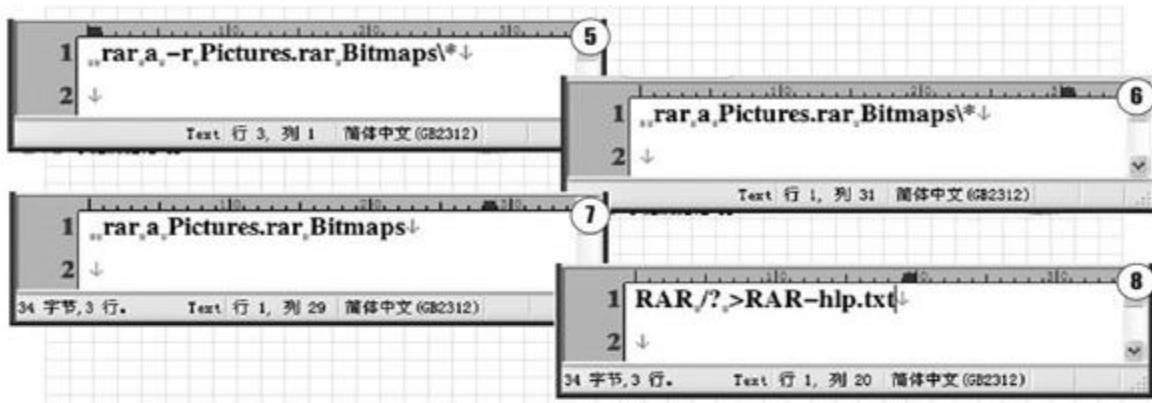 5
1 rar a -r Pictures.rar Bitmaps\*↓
2 ↓
Text 行 3, 列 1 简体中文(GB2312)
6
1 rar a Pictures.rar Bitmaps\*↓
2 ↓
Text 行 1, 列 31 简体中文(GB2312)
7
1 rar a Pictures.rar Bitmaps↓
2 ↓
34 字节,3 行。 Text 行 1, 列 29 简体中文(GB2312)
8
1 RAR /? >RAR-hlp.txt↓
2 ↓
34 字节,3 行。 Text 行 1, 列 20 简体中文(GB2312)